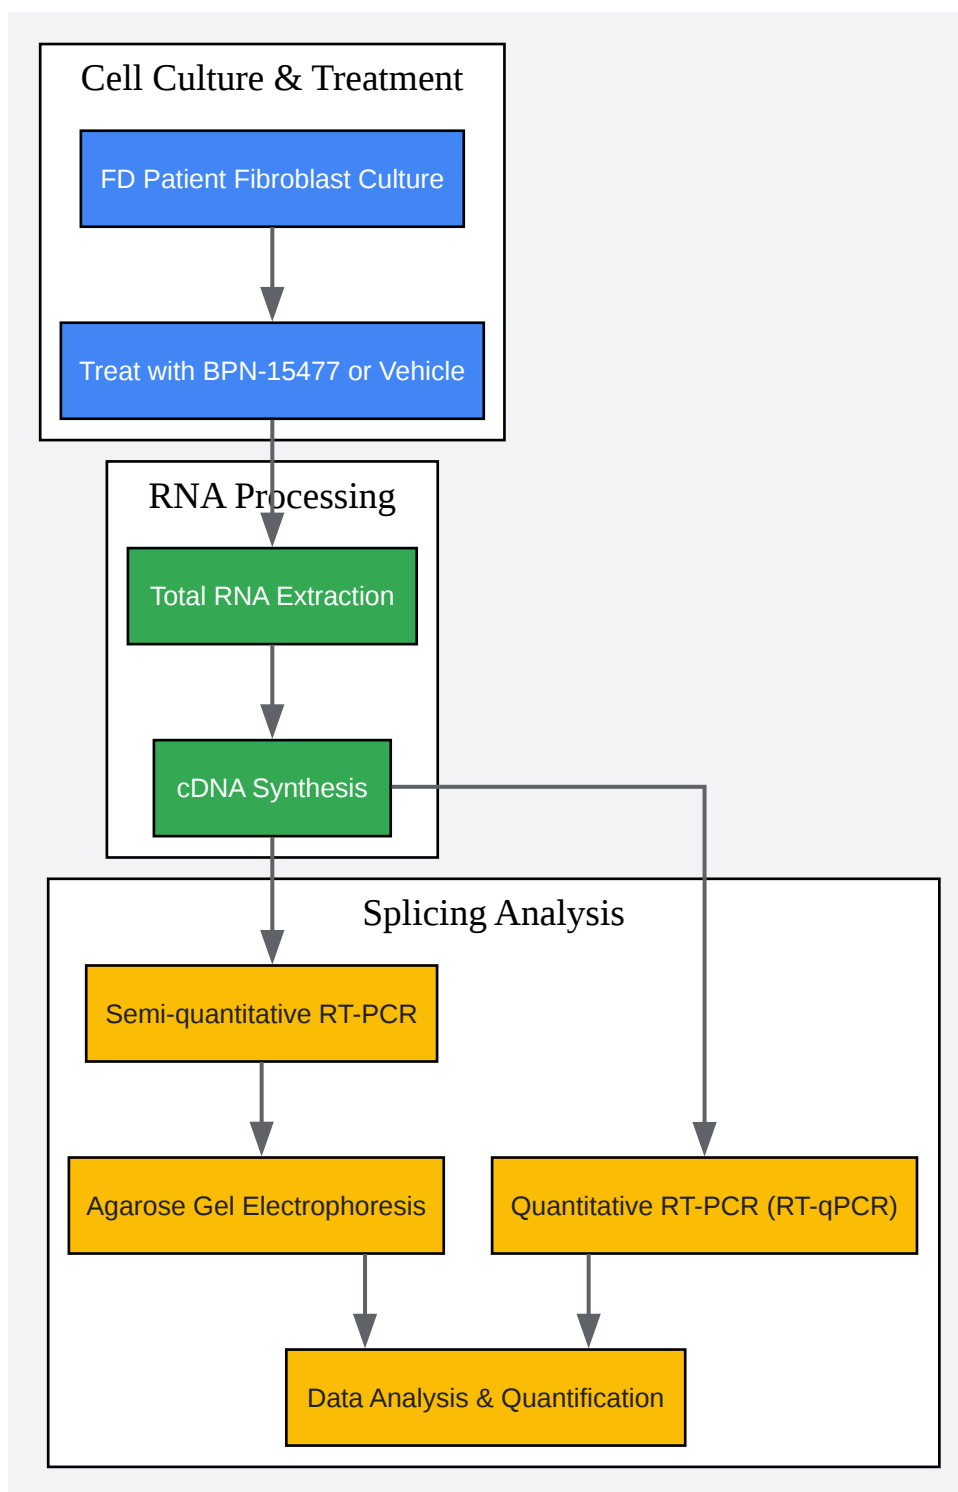 Cell Culture & Treatment
FD Patient Fibroblast Culture
Treat with BPN-15477 or Vehicle
RNA Processing
Total RNA Extraction
cDNA Synthesis
Splicing Analysis
Semi-quantitative RT-PCR
Agarose Gel Electrophoresis
Quantitative RT-PCR (RT-qPCR)
Data Analysis & Quantification